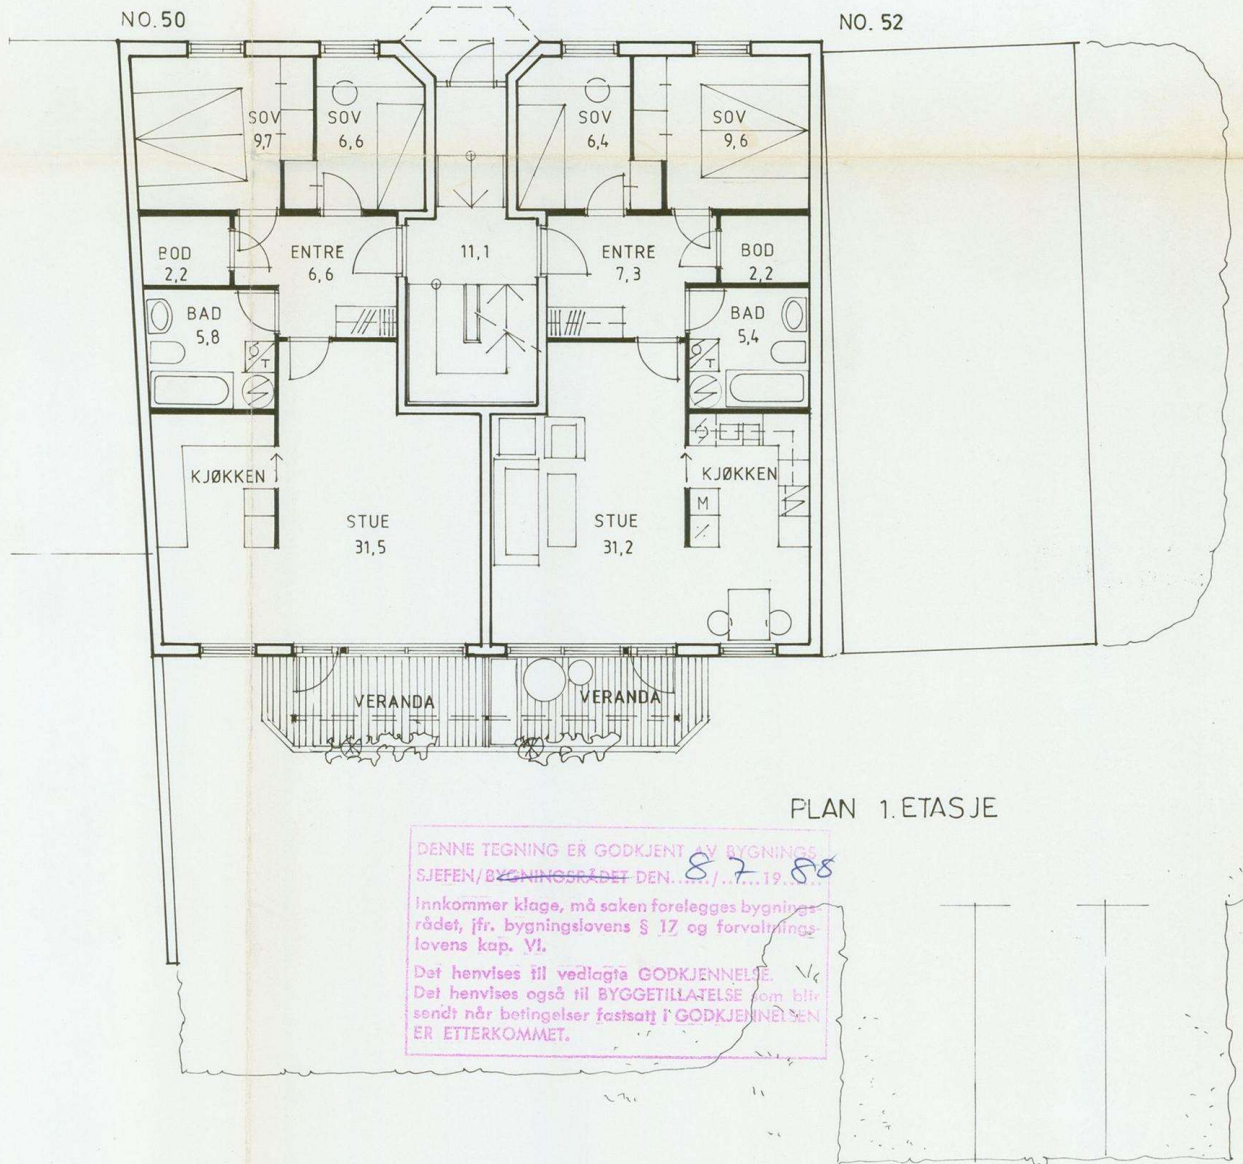 NO.50
NO. 52
SOV
9,7
SOV
6,6
SOV
6,4
SOV
9,6
BOD
2,2
ENTRE
6,6
11,1
ENTRE
7,3
BOD
2,2
BAD
5,8
T
BAD
5,4
T
KJØKKEN
STUE
31,5
STUE
31,2
KJØKKEN
M
VERANDA
VERANDA
PLAN 1. ETASJE
DENNE TEGNING ER GODKJENT AV BYGNINGS-
SJEFEN/BYGNINGSRÅDET DEN 8 / 7 19 88
Innkommer klage, må saken forelegges bygnings-
rådet, jfr. bygningslovens § 17 og forvaltnings-
lovens kap. VI.
Det henvises til vedlagte GODKJENNELSE.
Det henvises også til BYGGETILLATELSE som blir
sendt når betingelser fastsatt i GODKJENNELSEN
ER ETTERKOMMET.